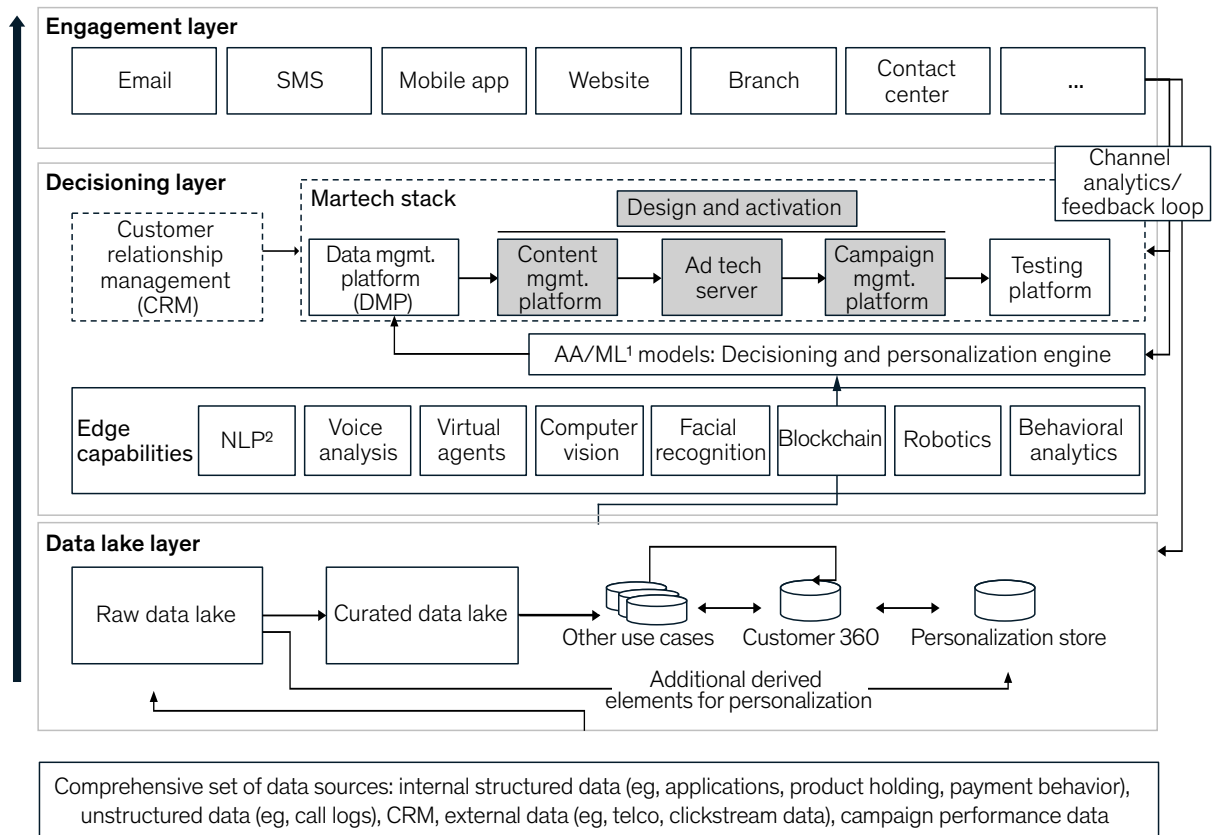 Engagement layer
Email
SMS
Mobile app
Website
Branch
Contact
center
...
Channel
analytics/
feedback loop
Decisioning layer
Martech stack
Design and activation
Customer
relationship
management
(CRM)
Data mgmt.
platform
(DMP)
Content
mgmt.
platform
Ad tech
server
Campaign
mgmt.
platform
Testing
platform
AA/ML¹ models: Decisioning and personalization engine
Edge
capabilities
NLP²
Voice
analysis
Virtual
agents
Computer
vision
Facial
recognition
Blockchain
Robotics
Behavioral
analytics
Data lake layer
Raw data lake
Curated data lake
Other use cases
Customer 360
Personalization store
Additional derived
elements for personalization
Comprehensive set of data sources: internal structured data (eg, applications, product holding, payment behavior),
unstructured data (eg, call logs), CRM, external data (eg, telco, clickstream data), campaign performance data